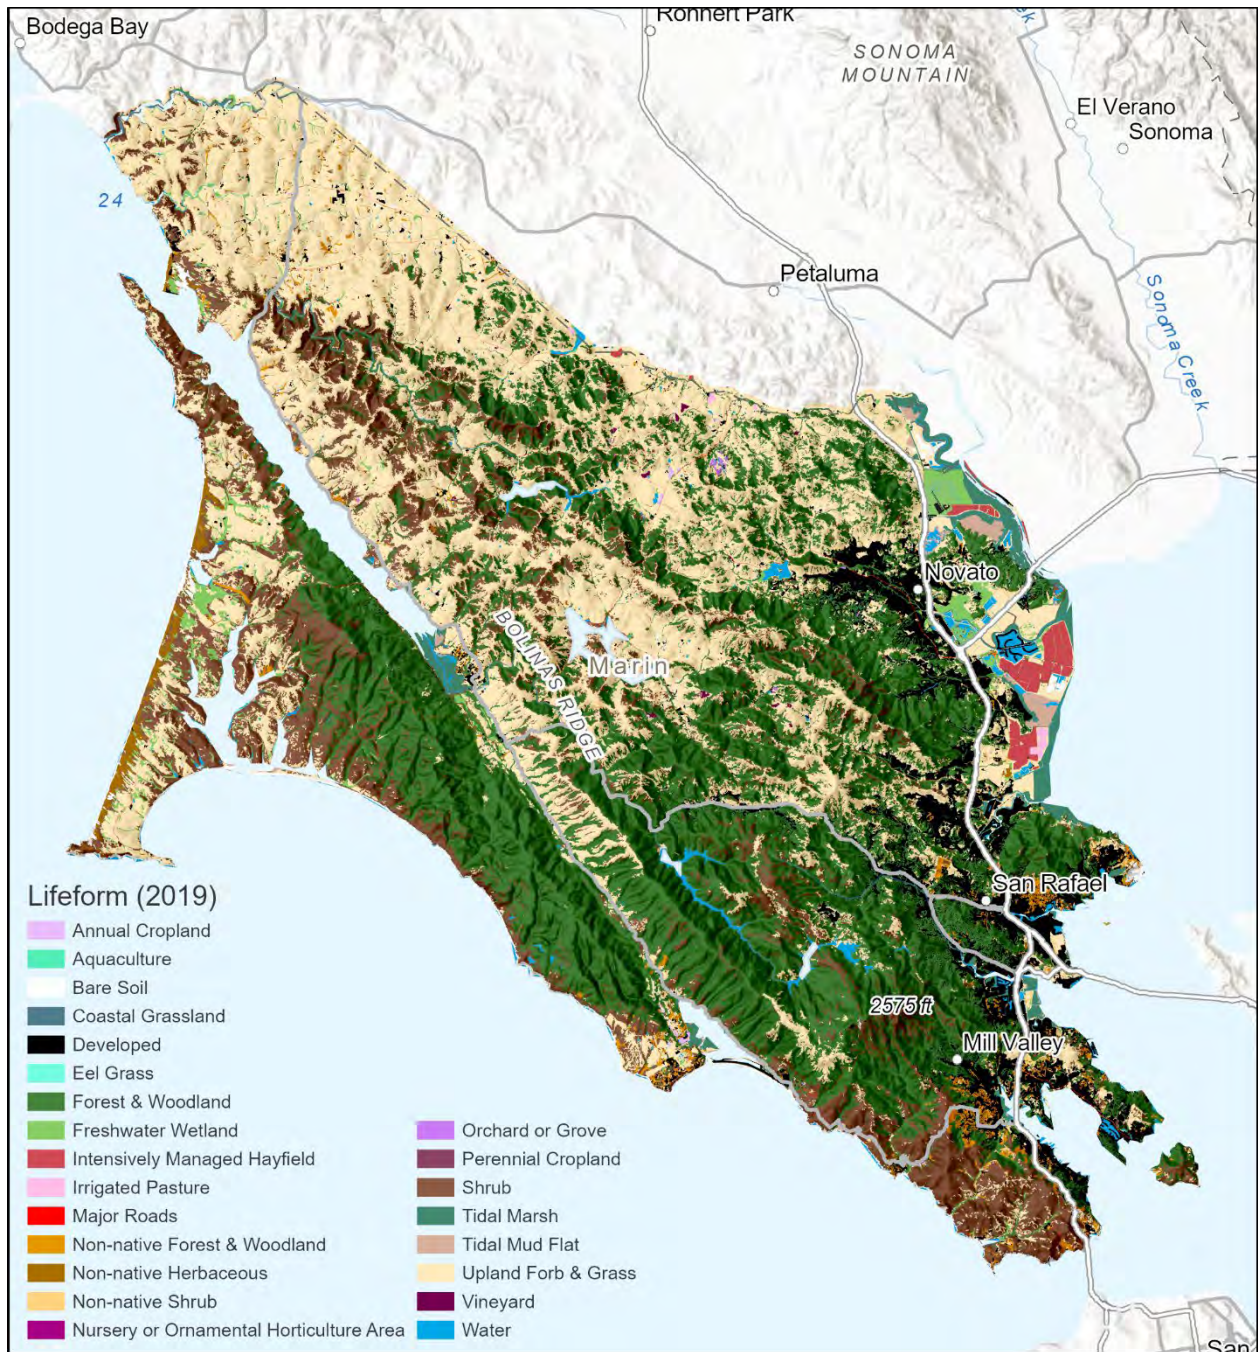 Bodega Bay
Rohnert Park
SONOMA
MOUNTAIN
El Verano
Sonoma
24
Petaluma
Sonoma Creek
Novato
BOLINAS RIDGE
Marin
San Rafael
2575 ft
Mill Valley
San
Lifeform (2019)
Annual Cropland
Aquaculture
Bare Soil
Coastal Grassland
Developed
Eel Grass
Forest & Woodland
Freshwater Wetland
Intensively Managed Hayfield
Irrigated Pasture
Major Roads
Non-native Forest & Woodland
Non-native Herbaceous
Non-native Shrub
Nursery or Ornamental Horticulture Area
Orchard or Grove
Perennial Cropland
Shrub
Tidal Marsh
Tidal Mud Flat
Upland Forb & Grass
Vineyard
Water